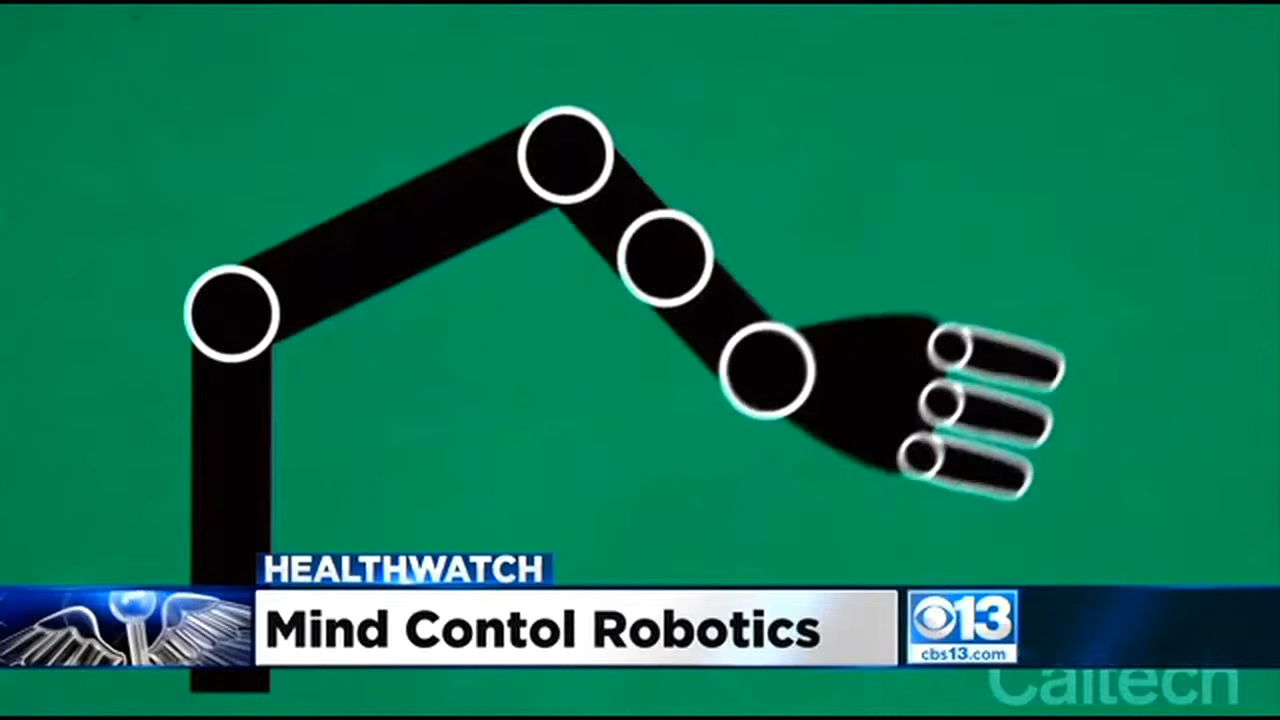 HEALTHWATCH
Mind Contol Robotics
13
cbs13.com
Caltech